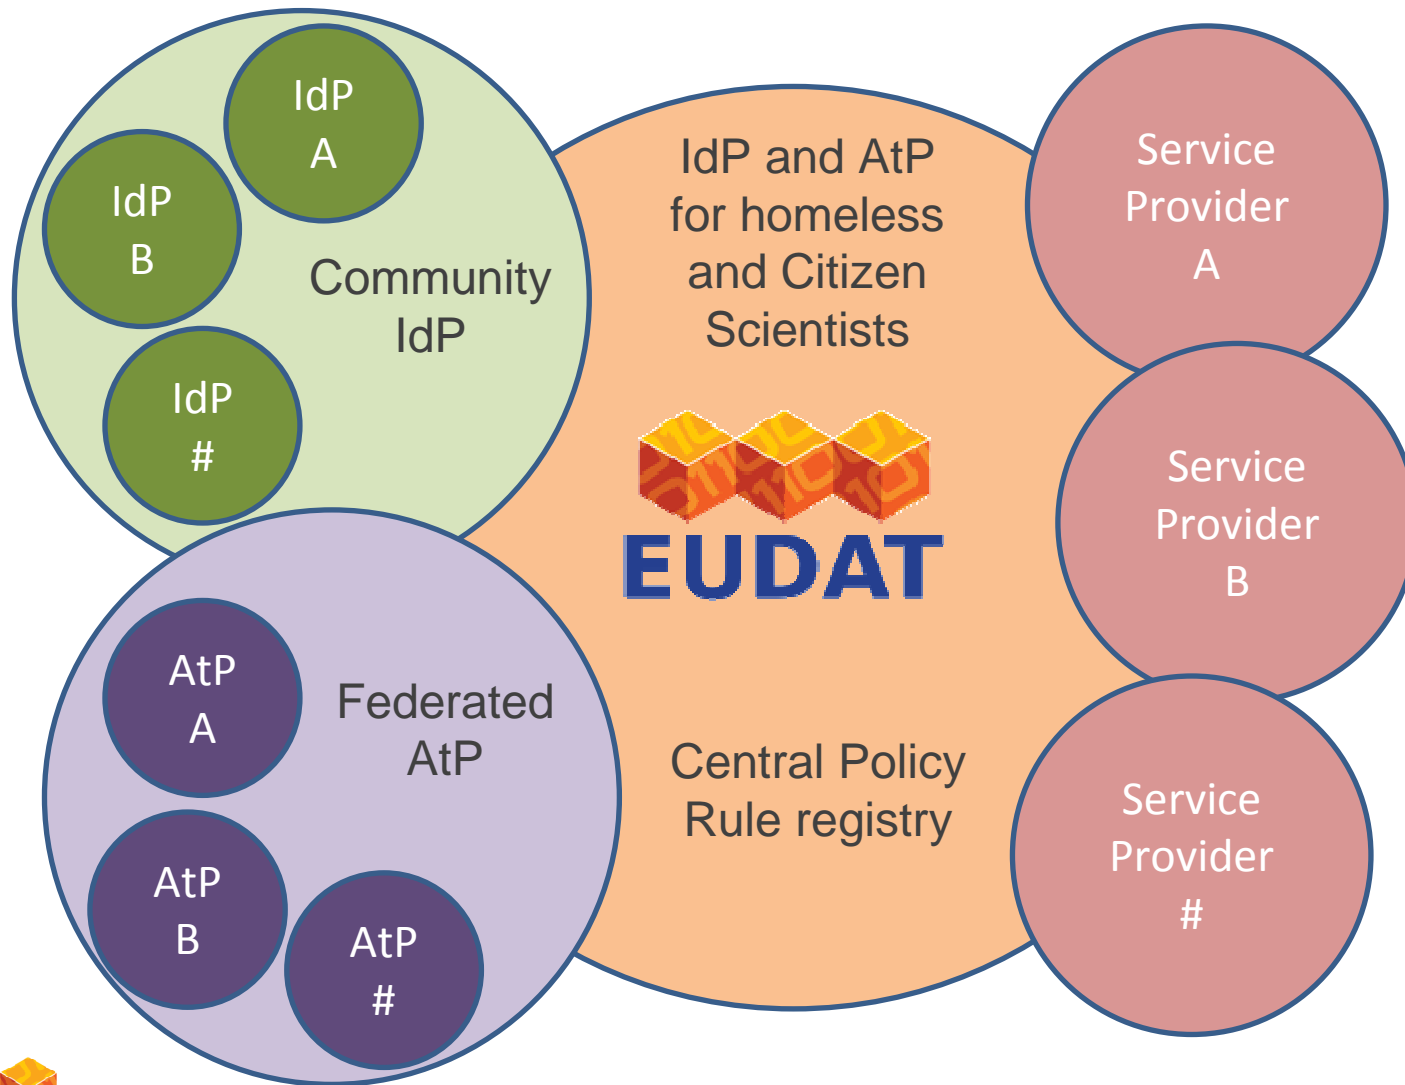 IdP
A
IdP
B
IdP
#
Community
IdP
AtP
A
AtP
B
AtP
#
Federated
AtP
IdP and AtP
for homeless
and Citizen
Scientists
EUDAT
Central Policy
Rule registry
Service
Provider
A
Service
Provider
B
Service
Provider
#